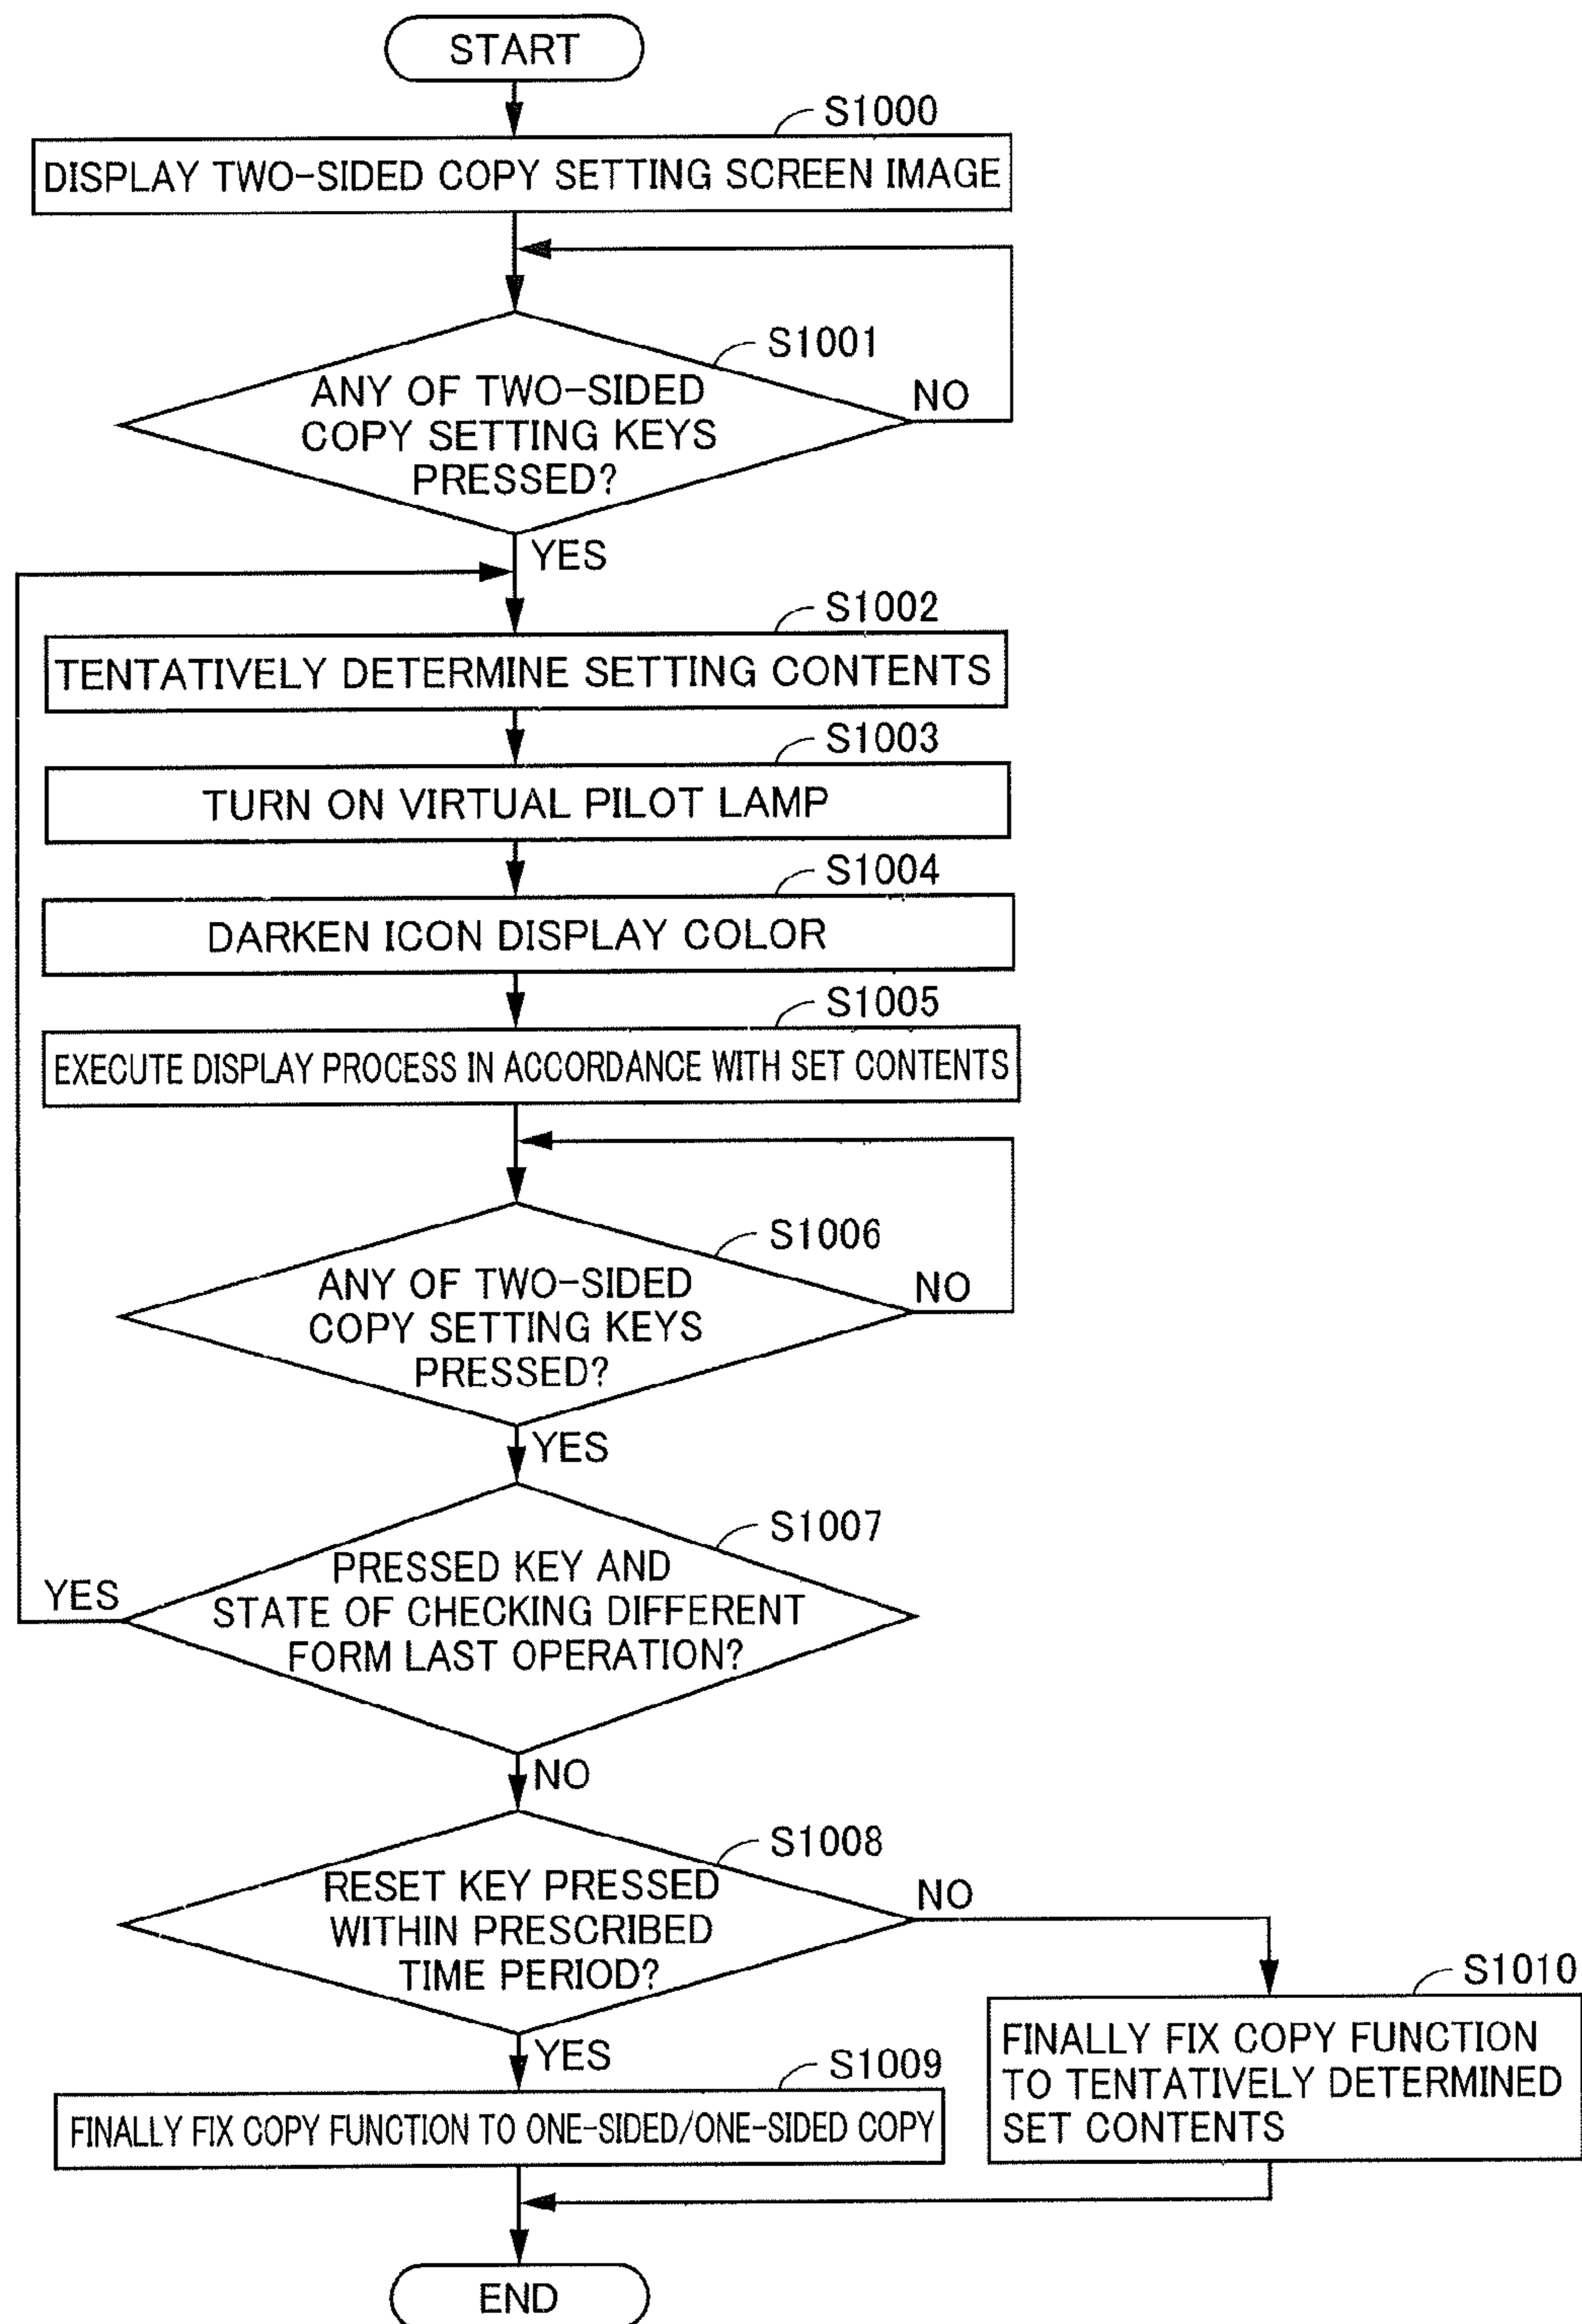 START
S1000
DISPLAY TWO-SIDED COPY SETTING SCREEN IMAGE
S1001
ANY OF TWO-SIDED
COPY SETTING KEYS
PRESSED?
NO
YES
S1002
TENTATIVELY DETERMINE SETTING CONTENTS
S1003
TURN ON VIRTUAL PILOT LAMP
S1004
DARKEN ICON DISPLAY COLOR
S1005
EXECUTE DISPLAY PROCESS IN ACCORDANCE WITH SET CONTENTS
S1006
ANY OF TWO-SIDED
COPY SETTING KEYS
PRESSED?
NO
YES
S1007
PRESSED KEY AND
STATE OF CHECKING DIFFERENT
FORM LAST OPERATION?
YES
NO
S1008
RESET KEY PRESSED
WITHIN PRESCRIBED
TIME PERIOD?
NO
YES
S1009
FINALLY FIX COPY FUNCTION TO ONE-SIDED/ONE-SIDED COPY
S1010
FINALLY FIX COPY FUNCTION
TO TENTATIVELY DETERMINED
SET CONTENTS
END